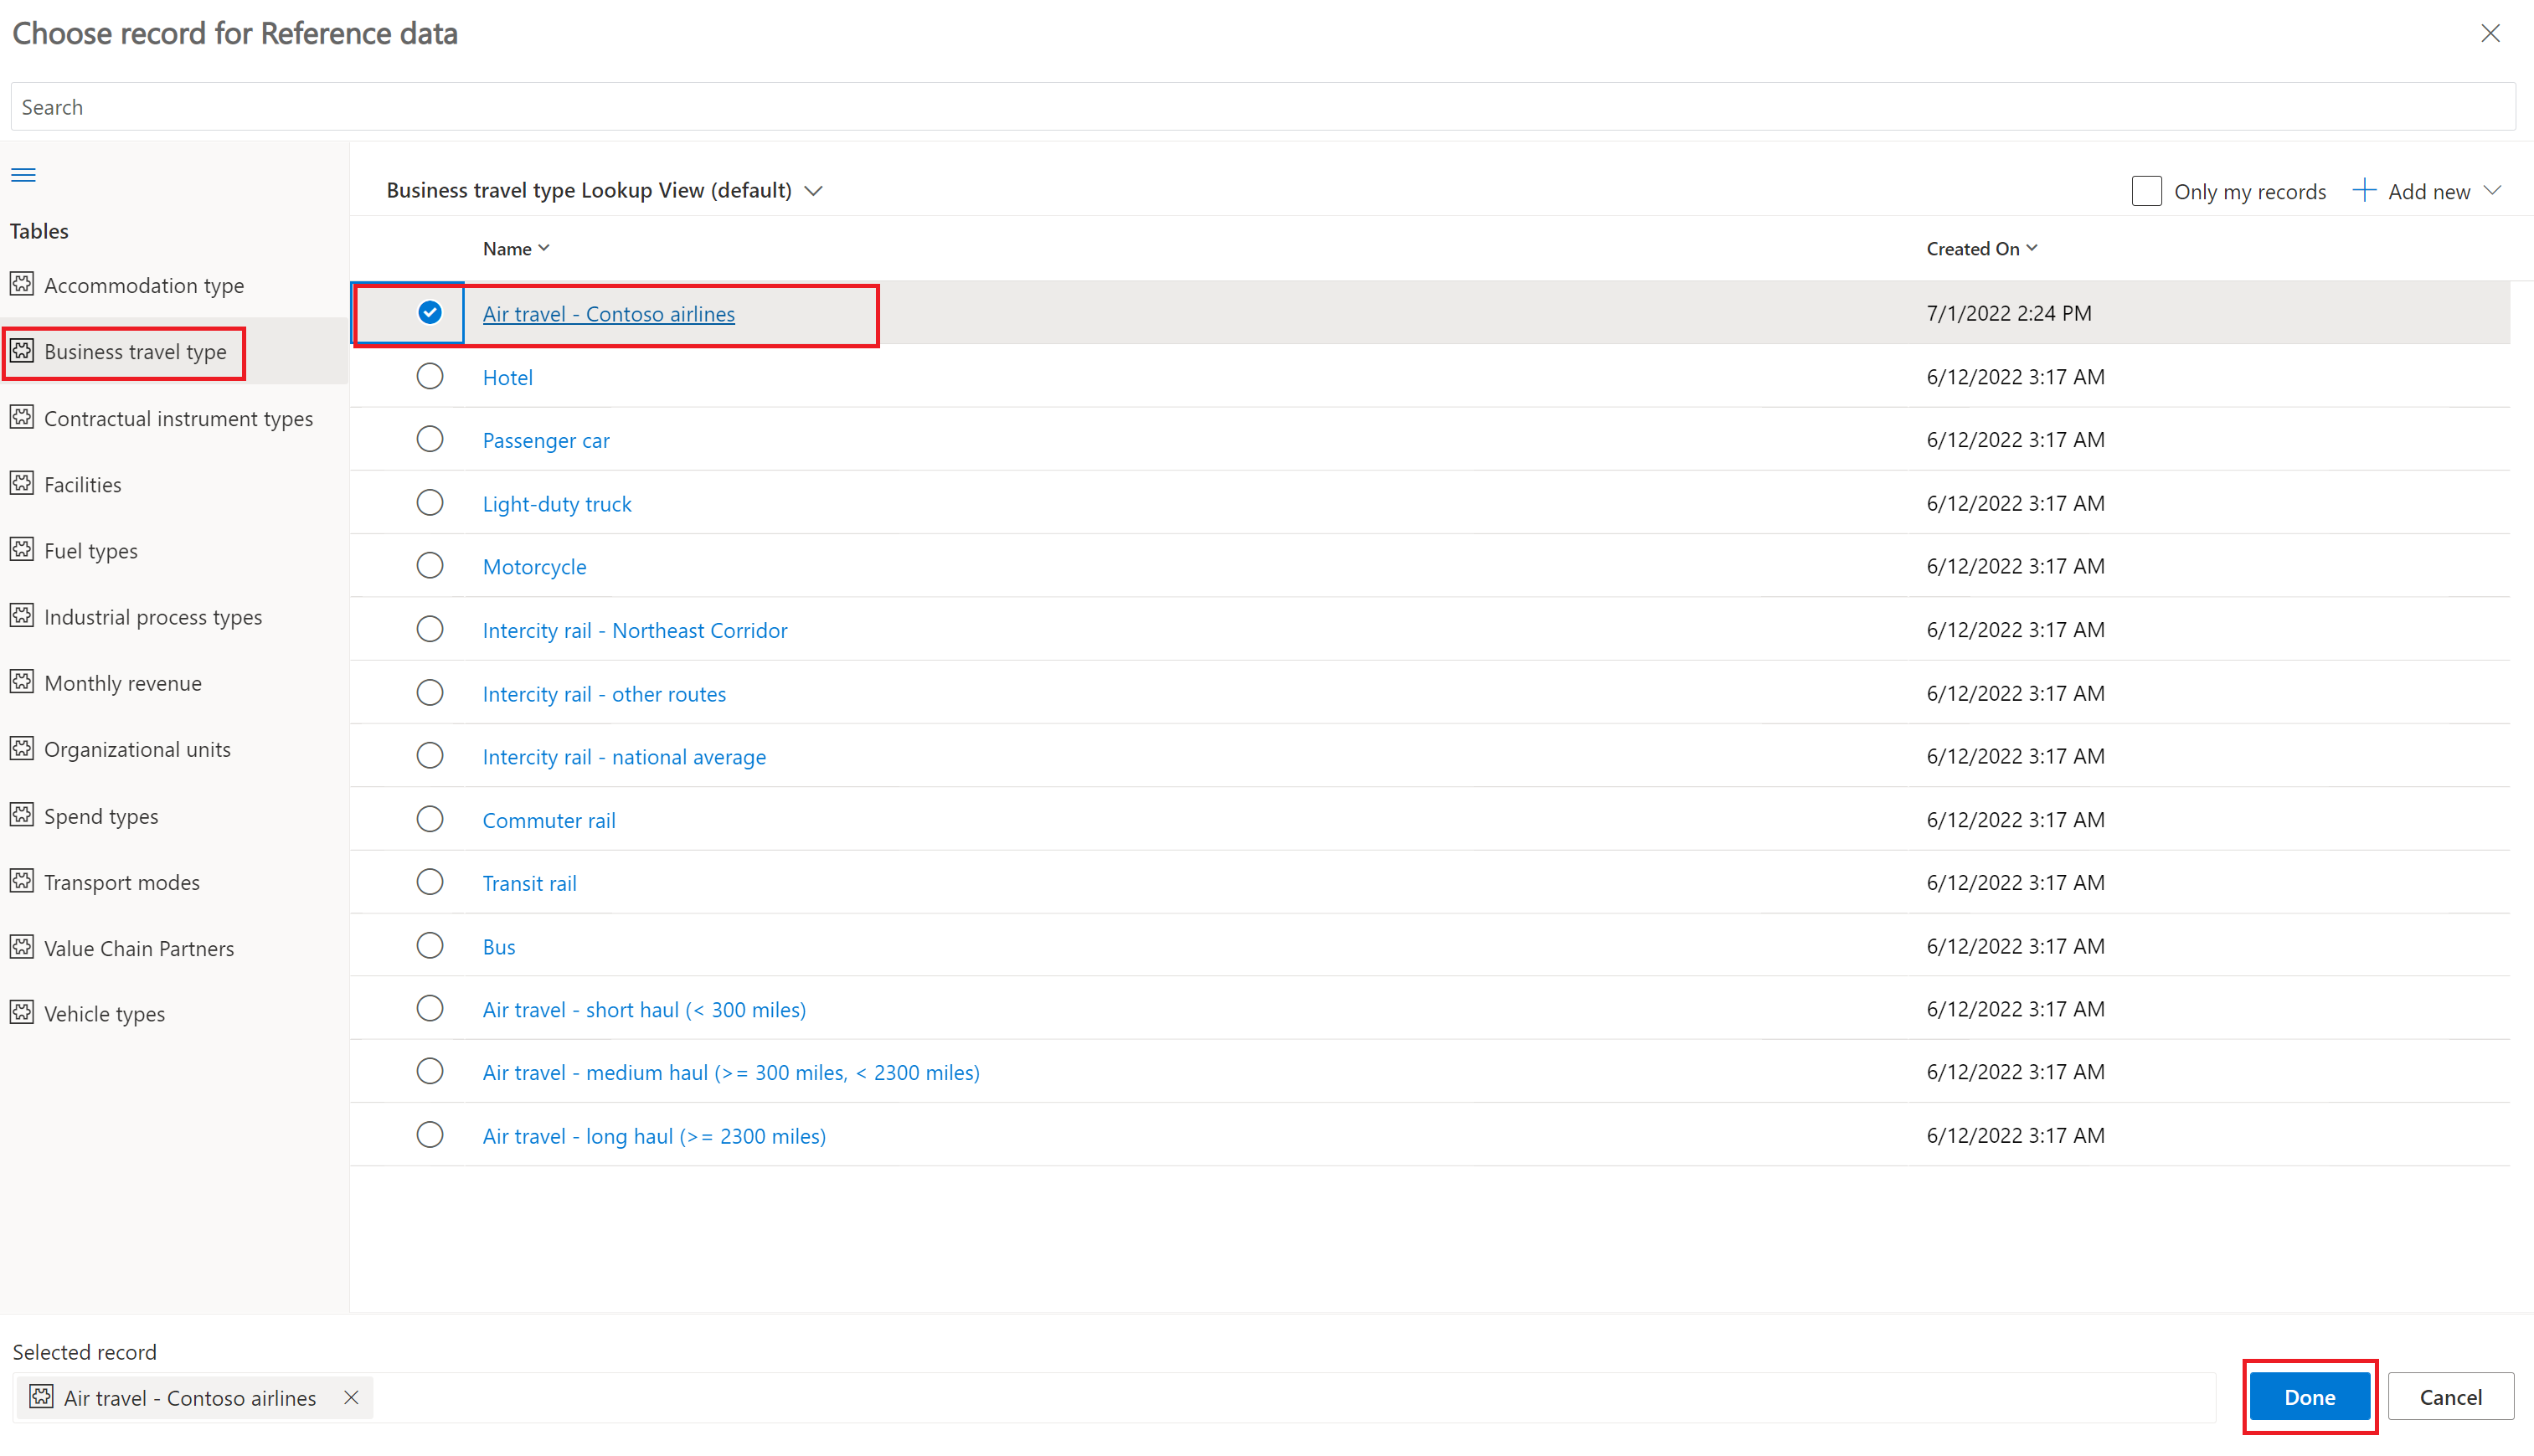 Choose record for Reference data
Search
Tables
Accommodation type
Business travel type
Contractual instrument types
Facilities
Fuel types
Industrial process types
Monthly revenue
Organizational units
Spend types
Transport modes
Value Chain Partners
Vehicle types
Business travel type Lookup View (default)
Only my records
Add new
Name Created On
Air travel - Contoso airlines 7/1/2022 2:24 PM
Hotel 6/12/2022 3:17 AM
Passenger car 6/12/2022 3:17 AM
Light-duty truck 6/12/2022 3:17 AM
Motorcycle 6/12/2022 3:17 AM
Intercity rail - Northeast Corridor 6/12/2022 3:17 AM
Intercity rail - other routes 6/12/2022 3:17 AM
Intercity rail - national average 6/12/2022 3:17 AM
Commuter rail 6/12/2022 3:17 AM
Transit rail 6/12/2022 3:17 AM
Bus 6/12/2022 3:17 AM
Air travel - short haul (< 300 miles) 6/12/2022 3:17 AM
Air travel - medium haul (>= 300 miles, < 2300 miles) 6/12/2022 3:17 AM
Air travel - long haul (>= 2300 miles) 6/12/2022 3:17 AM
Selected record
Air travel - Contoso airlines
Done
Cancel